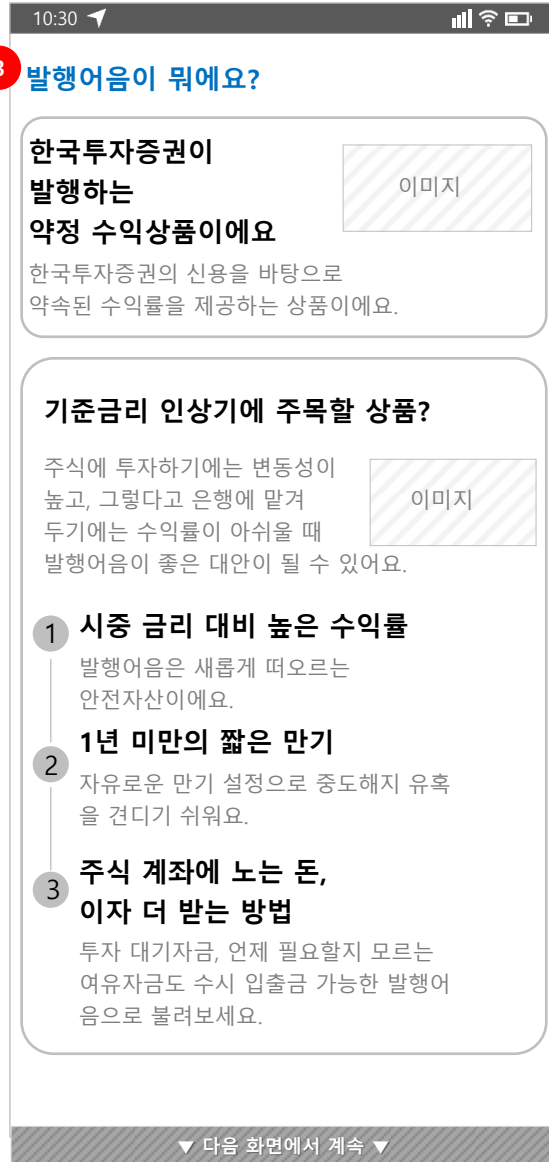 10:30
발행어음이 뭐에요?
한국투자증권이
발행하는
약정 수익상품이에요
이미지
한국투자증권의 신용을 바탕으로
약속된 수익률을 제공하는 상품이에요.
기준금리 인상기에 주목할 상품?
주식에 투자하기에는 변동성이
높고, 그렇다고 은행에 맡겨
두기에는 수익률이 아쉬울 때
발행어음이 좋은 대안이 될 수 있어요.
이미지
1
시중 금리 대비 높은 수익률
발행어음은 새롭게 떠오르는
안전자산이에요.
2
1년 미만의 짧은 만기
자유로운 만기 설정으로 중도해지 유혹
을 견디기 쉬워요.
3
주식 계좌에 노는 돈,
이자 더 받는 방법
투자 대기자금, 언제 필요할지 모르는
여유자금도 수시 입출금 가능한 발행어
음으로 불려보세요.
▼ 다음 화면에서 계속 ▼